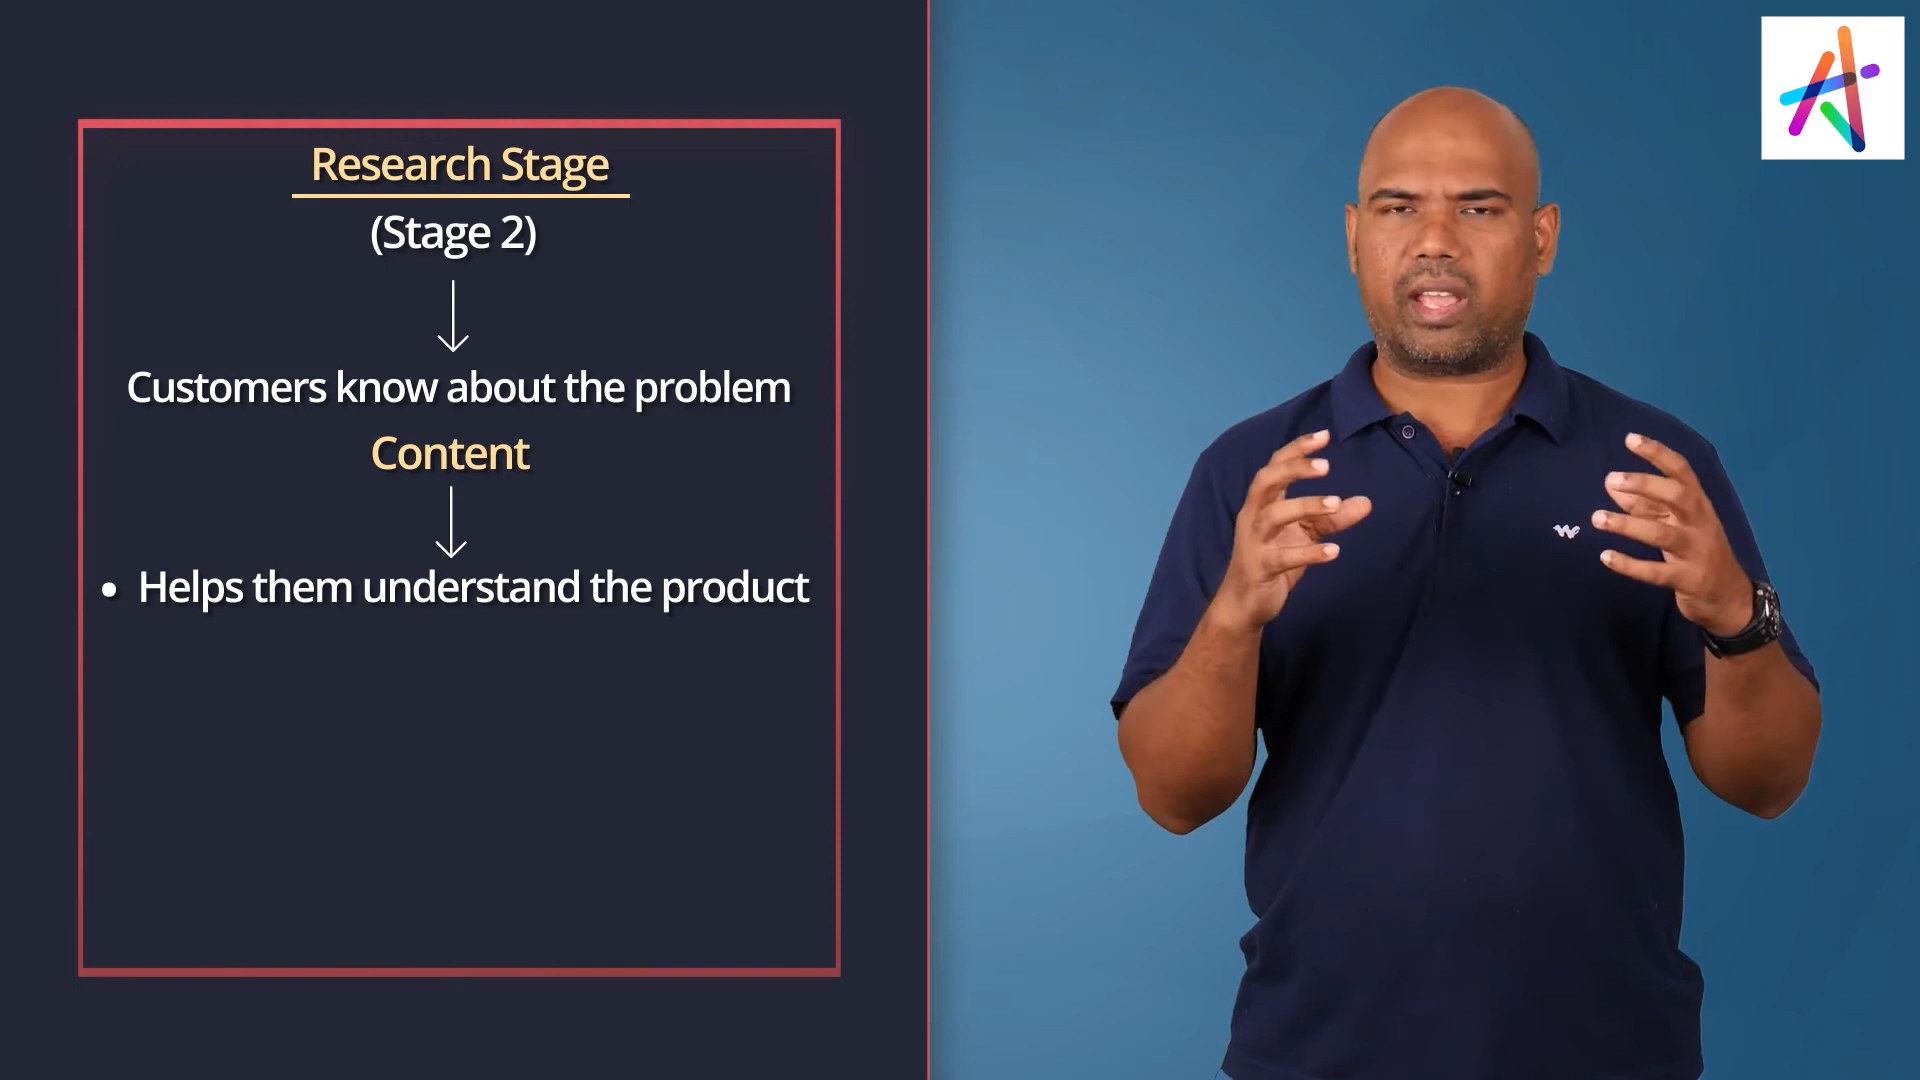 Research Stage
(Stage 2)
Customers know about the problem
Content
• Helps them understand the product